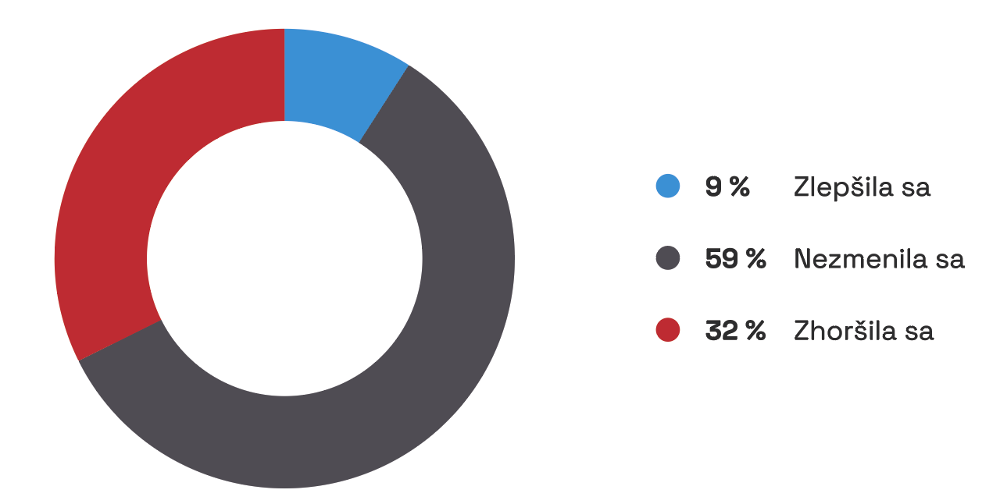 9 % Zlepšila sa
59 % Nezmenila sa
32 % Zhoršila sa